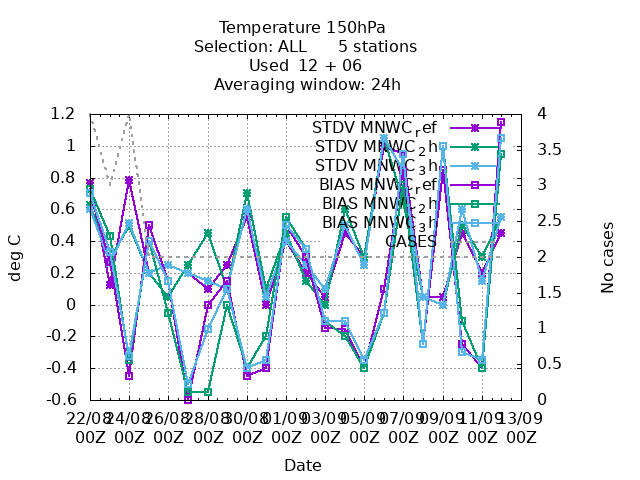 Temperature 150hPa
Selection: ALL 5 stations
Used 12 + 06
Averaging window: 24h
STDV MNWC_ref
STDV MNWC_2h
STDV MNWC_3h
BIAS MNWC_ref
BIAS MNWC_2h
BIAS MNWC_3h
CASES
1.2
1
0.8
0.6
0.4
0.2
0
-0.2
-0.4
-0.6
deg C
4
3.5
3
2.5
2
1.5
1
0.5
0
No cases
22/08 24/08 26/08 28/08 30/08 01/09 03/09 05/09 07/09 09/09 11/09 13/09
00Z 00Z 00Z 00Z 00Z 00Z 00Z 00Z 00Z 00Z 00Z 00Z
Date